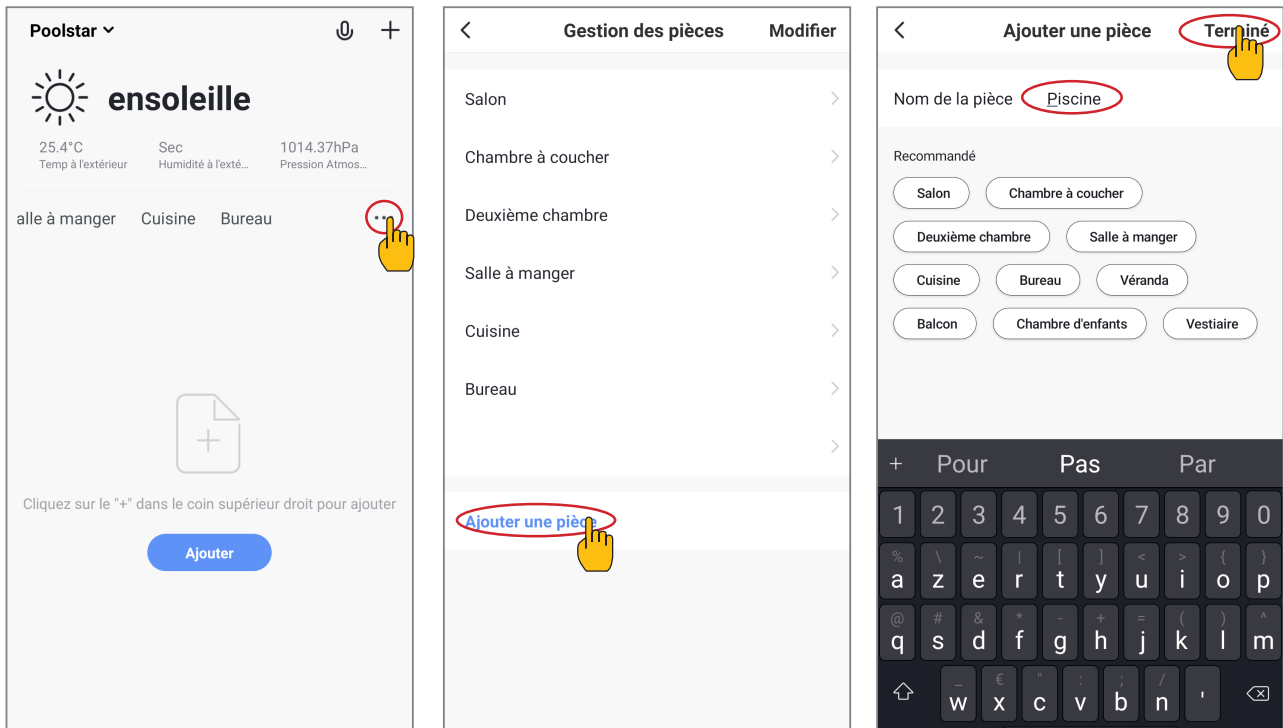 Poolstar
ensoleille
25.4°C Sec 1014.37hPa
Temp à l'extérieur Humidité à l'exté... Pression Atmos...
alle à manger Cuisine Bureau
Cliquez sur le "+" dans le coin supérieur droit pour ajouter
Ajouter
Gestion des pièces Modifier
Salon
Chambre à coucher
Deuxième chambre
Salle à manger
Cuisine
Bureau
Ajouter une pièce
Ajouter une pièce Terminé
Nom de la pièce Piscine
Recommandé
Salon Chambre à coucher
Deuxième chambre Salle à manger
Cuisine Bureau Véranda
Balcon Chambre d'enfants Vestiaire
+ Pour Pas Par
1 2 3 4 5 6 7 8 9 0
% \ ~ | [ ] < > { }
a z e r t y u i o p
@ # & * - + = ( ) ^
q s d f g h j k l m
_ € " : ; /
w x c v b n '